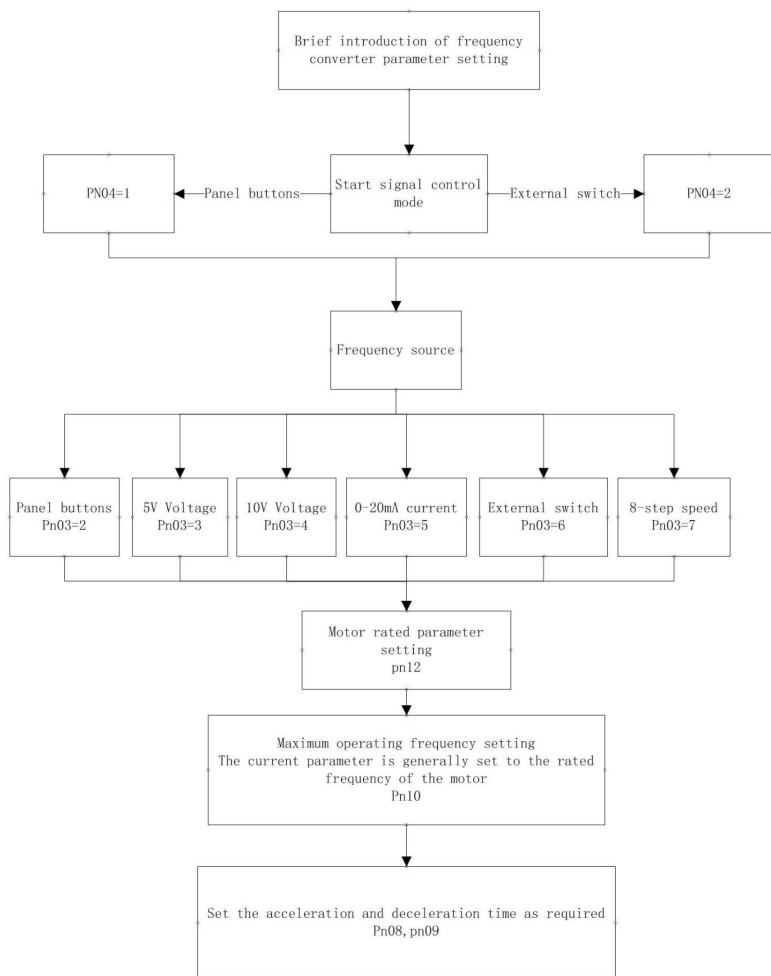 Brief introduction of frequency
converter parameter setting
PN04=1
Panel buttons
Start signal control
mode
External switch
PN04=2
Frequency source
Panel buttons
Pn03=2
5V Voltage
Pn03=3
10V Voltage
Pn03=4
0-20mA current
Pn03=5
External switch
Pn03=6
8-step speed
Pn03=7
Motor rated parameter
setting
pn12
Maximum operating frequency setting
The current parameter is generally set to the rated
frequency of the motor
Pn10
Set the acceleration and deceleration time as required
Pn08,pn09